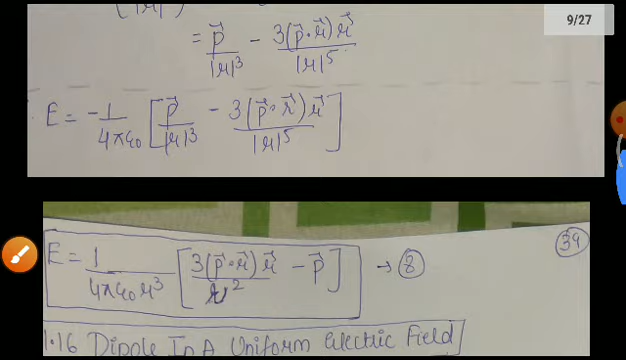 9/27
= p⃗/|r|³ - 3(p⃗·r⃗)r⃗/|r|⁵
E = -1/4πε₀ [p⃗/|r|³ - 3(p⃗·r⃗)r⃗/|r|⁵]
39
E = 1/4πε₀r³ [3(p⃗·r⃗)r⃗/r² - p⃗] → 8
1.16 Dipole In A Uniform electric Field